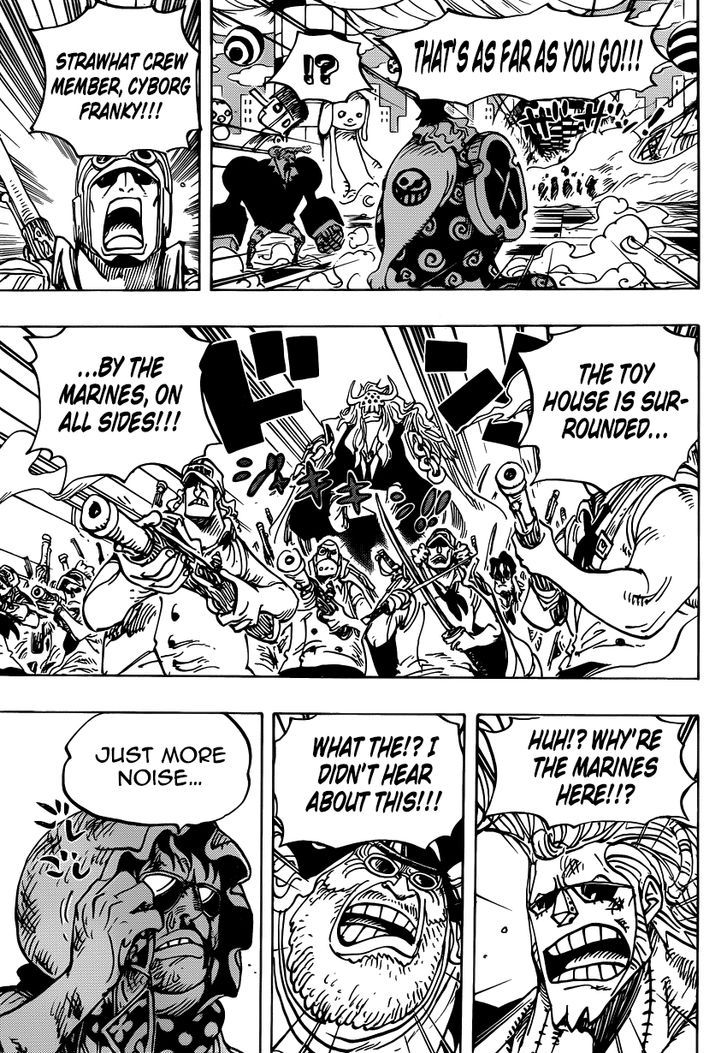 THAT'S AS FAR AS YOU GO!!!
!?
STRAWHAT CREW
MEMBER, CYBORG
FRANKY!!!
THE TOY
HOUSE IS SUR-
ROUNDED...
...BY THE
MARINES, ON
ALL SIDES!!!
ドン
HUH!? WHY'RE
THE MARINES
HERE!!?
WHAT THE!? I
DIDN'T HEAR
ABOUT THIS!!!
JUST MORE
NOISE...